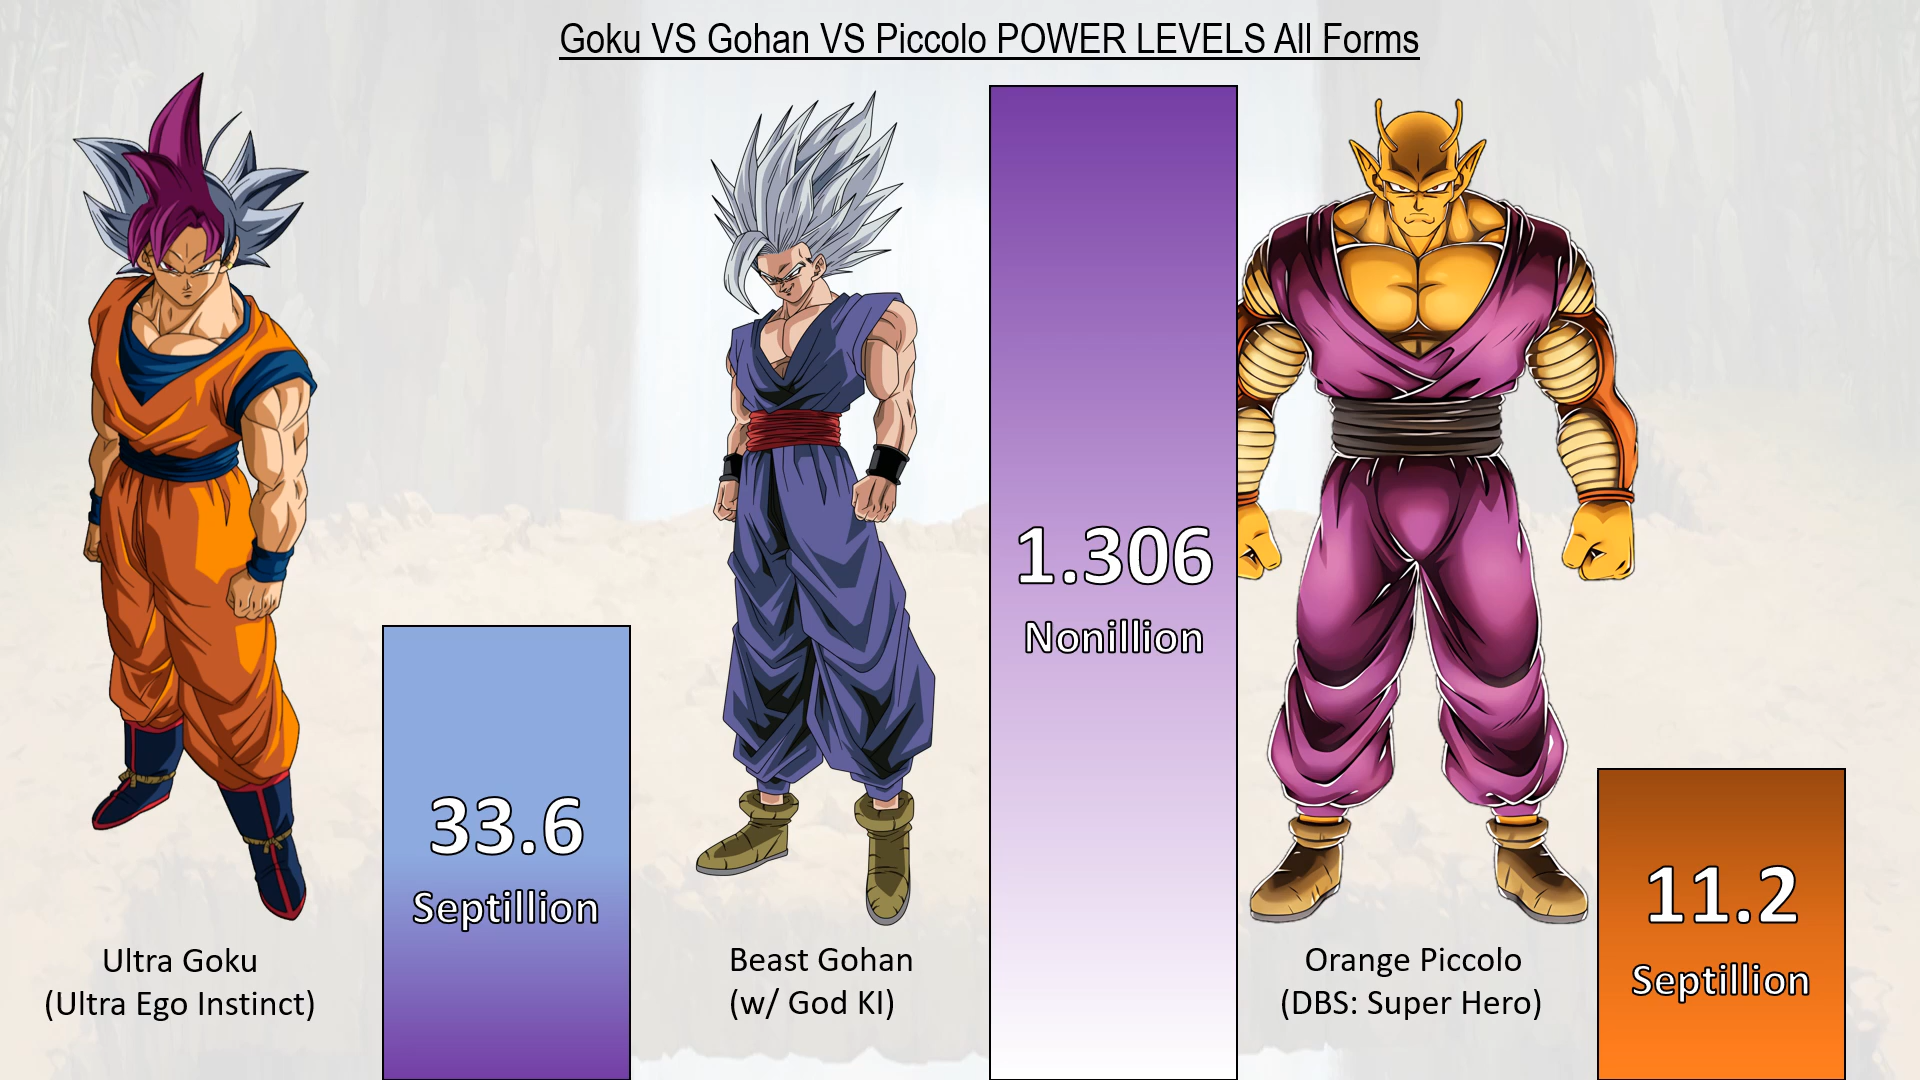 Goku VS Gohan VS Piccolo POWER LEVELS All Forms
33.6
Septillion
Ultra Goku
(Ultra Ego Instinct)
1.306
Nonillion
Beast Gohan
(w/ God KI)
11.2
Septillion
Orange Piccolo
(DBS: Super Hero)